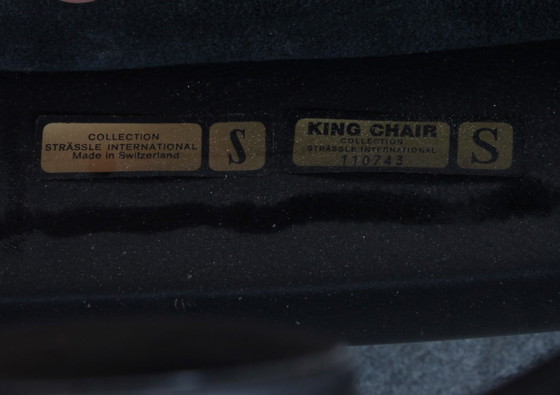 COLLECTION
STRÄSSLE INTERNATIONAL
Made in Switzerland
S
KING CHAIR
COLLECTION
STRÄSSLE INTERNATIONAL
110743
S